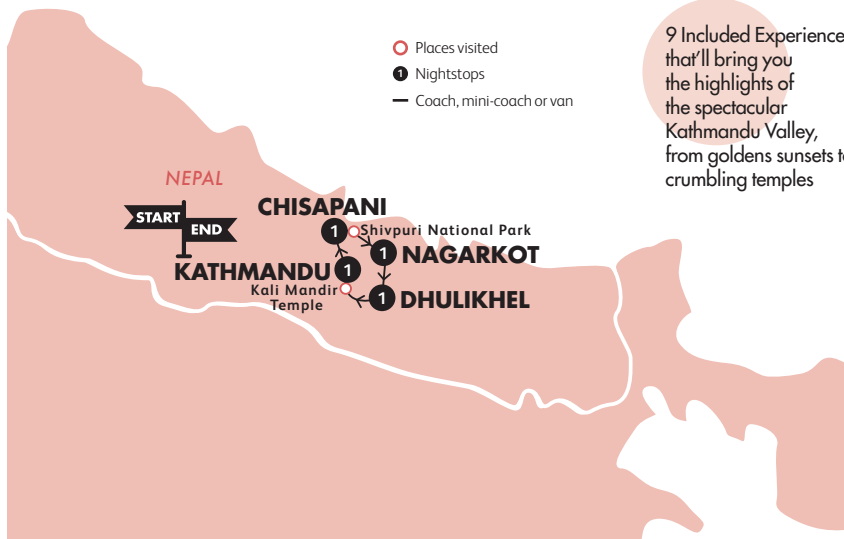 Places visited
1 Nightstops
Coach, mini-coach or van
9 Included Experience
that'll bring you
the highlights of
the spectacular
Kathmandu Valley,
from goldens sunsets t
crumbling temples
NEPAL
START
END
CHISAPANI
1
Shivpuri National Park
1 NAGARKOT
KATHMANDU 1
Kali Mandir
Temple
1 DHULIKHEL